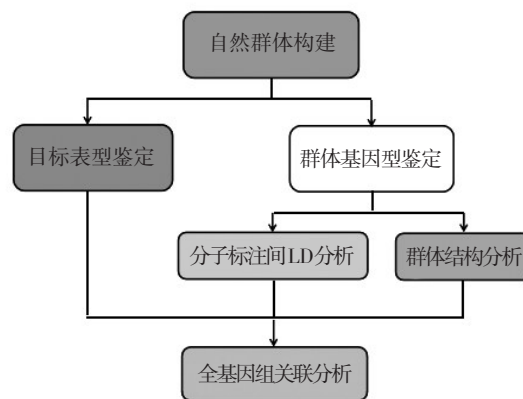 自然群体构建
目标表型鉴定
群体基因型鉴定
分子标注间LD分析
群体结构分析
全基因组关联分析